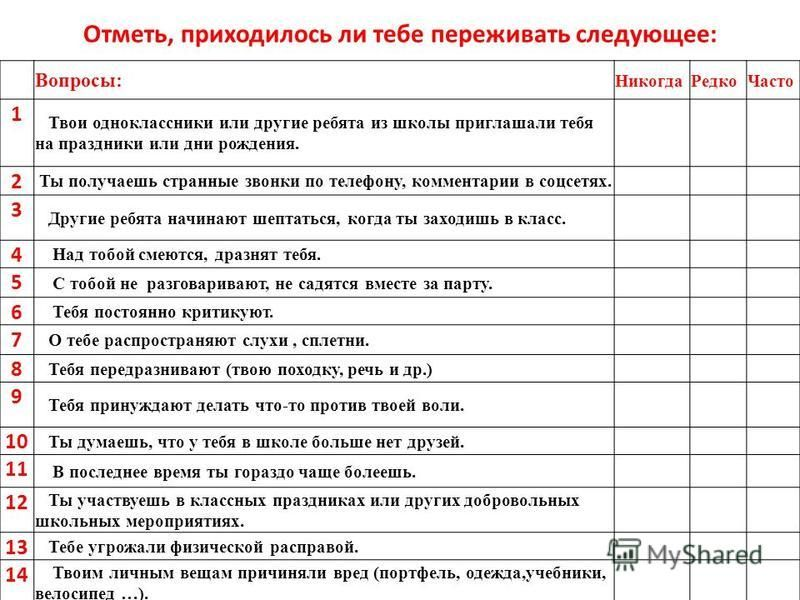 Отметь, приходилось ли тебе переживать следующее:
Вопросы: Никогда Редко Часто
1 Твои одноклассники или другие ребята из школы приглашали тебя
на праздники или дни рождения.
2 Ты получаешь странные звонки по телефону, комментарии в соцсетях.
3 Другие ребята начинают шептаться, когда ты заходишь в класс.
4 Над тобой смеются, дразнят тебя.
5 С тобой не разговаривают, не садятся вместе за парту.
6 Тебя постоянно критикуют.
7 О тебе распространяют слухи , сплетни.
8 Тебя передразнивают (твою походку, речь и др.)
9 Тебя принуждают делать что-то против твоей воли.
10 Ты думаешь, что у тебя в школе больше нет друзей.
11 В последнее время ты гораздо чаще болеешь.
12 Ты участвуешь в классных праздниках или других добровольных
школьных мероприятиях.
13 Тебе угрожали физической расправой.
14 Твоим личным вещам причиняли вред (портфель, одежда,учебники,
велосипед …).
MyShared